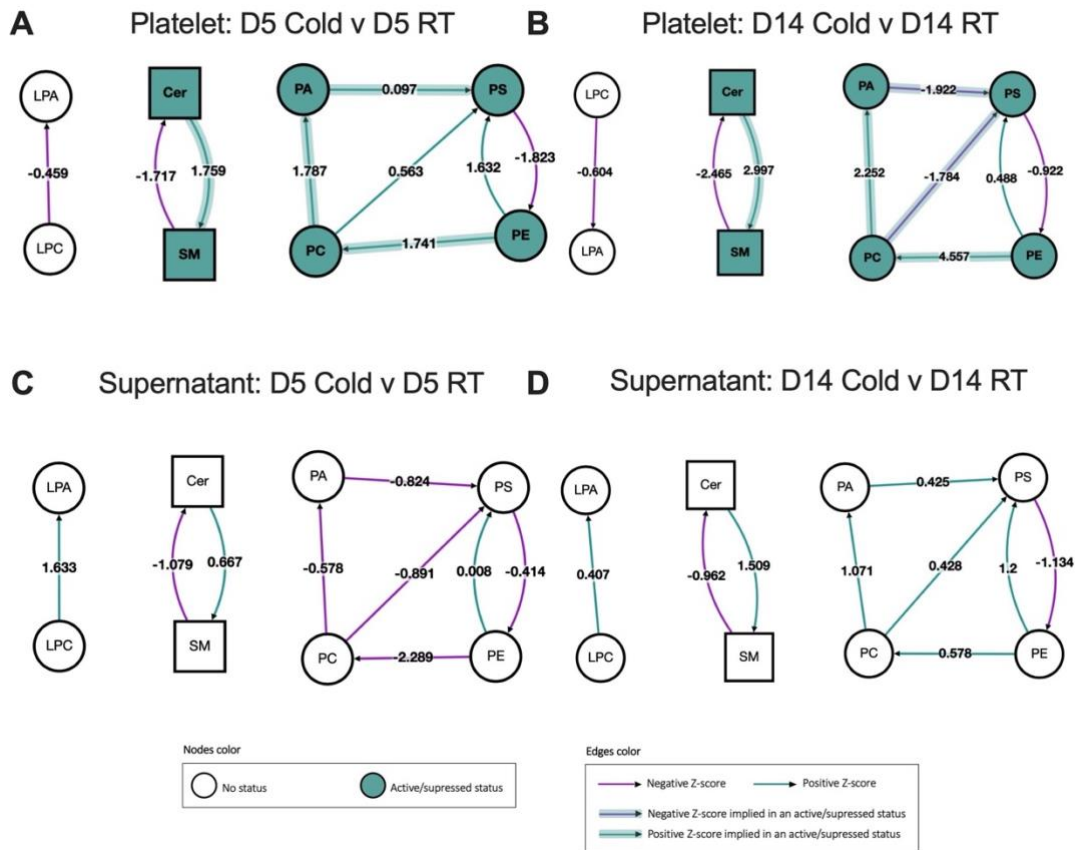 A
Platelet: D5 Cold v D5 RT
LPA
-0.459
LPC
Cer
-1.717
1.759
SM
PA
0.097
PS
1.787
0.563
1.632
-1.823
PC
1.741
PE
B
Platelet: D14 Cold v D14 RT
LPC
-0.604
LPA
Cer
-2.465
2.997
SM
PA
-1.922
PS
2.252
-1.784
0.488
-0.922
PC
4.557
PE
C
Supernatant: D5 Cold v D5 RT
LPA
1.633
LPC
Cer
-1.079
0.667
SM
PA
-0.824
PS
-0.578
-0.891
0.008
-0.414
PC
-2.289
PE
D
Supernatant: D14 Cold v D14 RT
LPA
0.407
LPC
Cer
-0.962
1.509
SM
PA
0.425
PS
1.071
0.428
1.2
-1.134
PC
0.578
PE
Nodes color
No status
Active/supressed status
Edges color
Negative Z-score
Positive Z-score
Negative Z-score implied in an active/supressed status
Positive Z-score implied in an active/supressed status